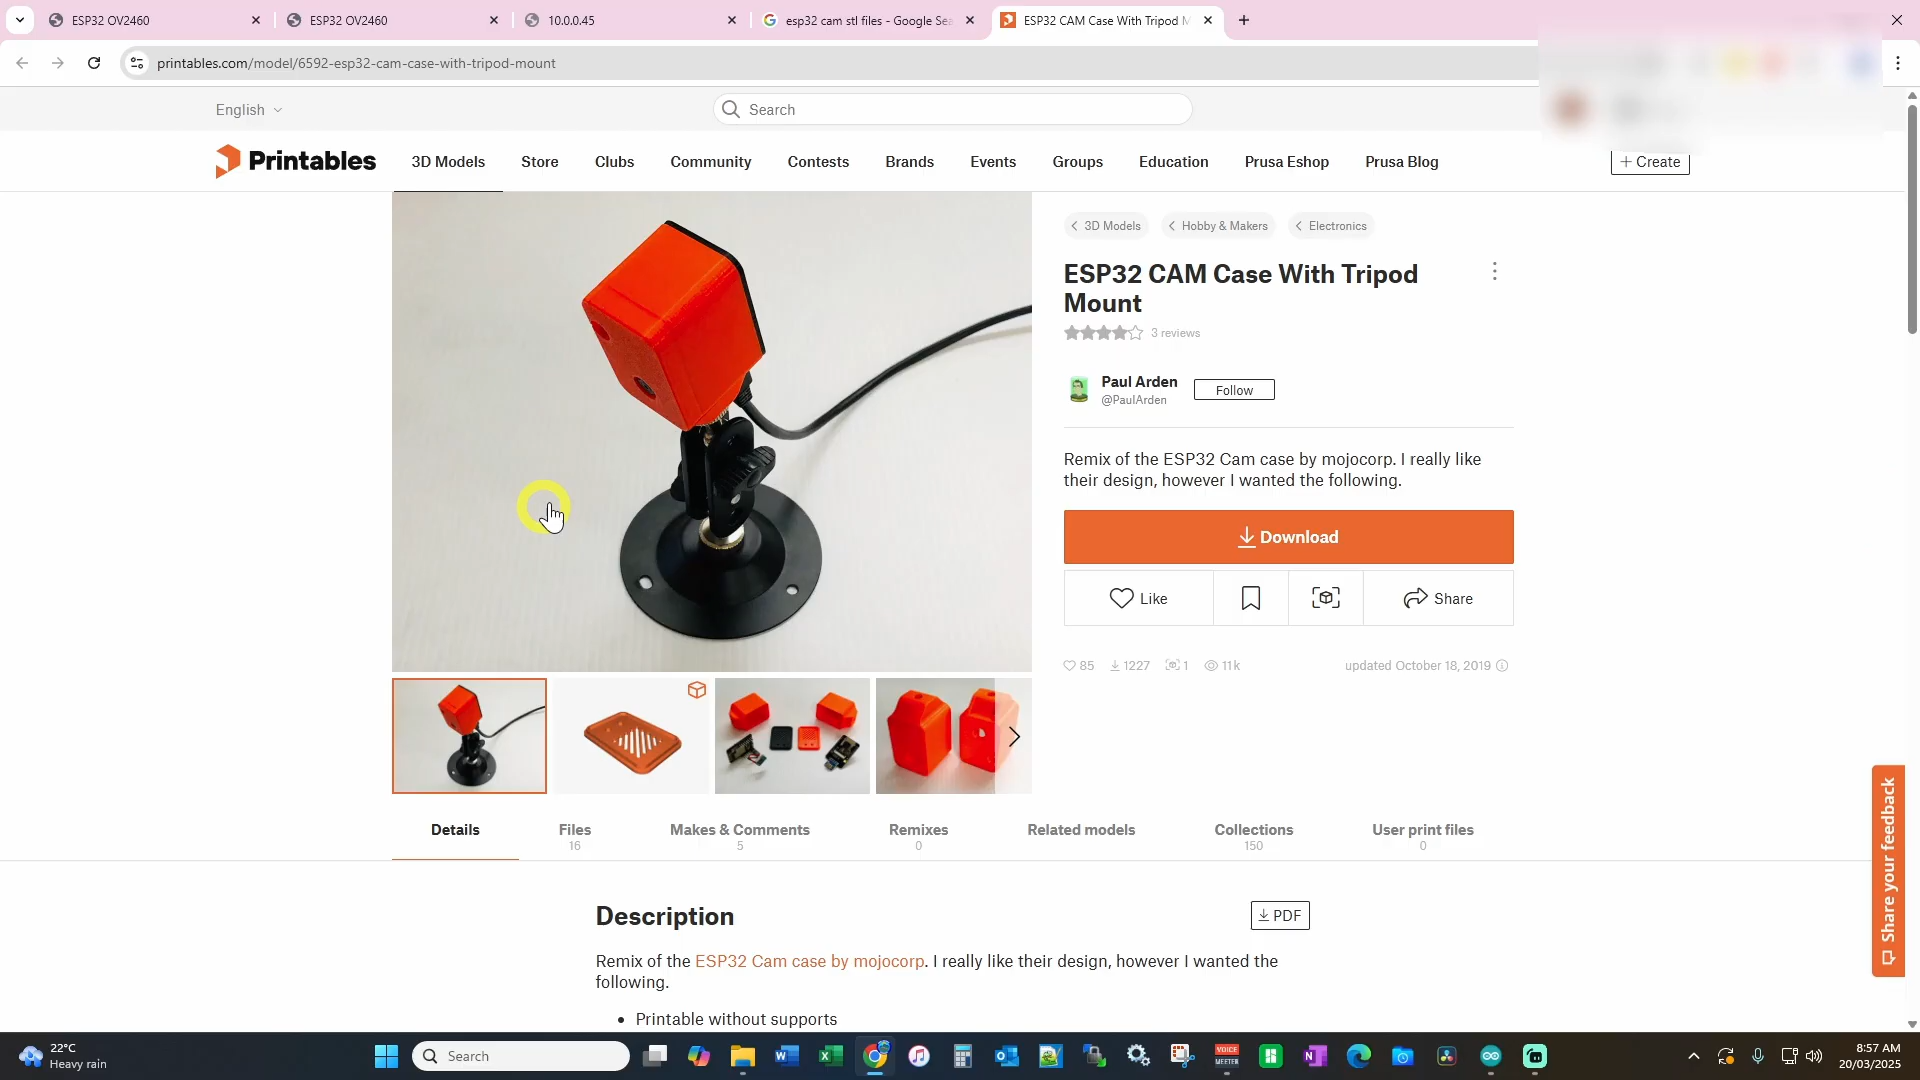 ESP32 OV2460
ESP32 OV2460
10.0.0.45
esp32 cam stl files - Google Sea
ESP32 CAM Case With Tripod M
printables.com/model/6592-esp32-cam-case-with-tripod-mount
English
Search
Printables
3D Models
Store
Clubs
Community
Contests
Brands
Events
Groups
Education
Prusa Eshop
Prusa Blog
+ Create
3D Models
Hobby & Makers
Electronics
ESP32 CAM Case With Tripod
Mount
3 reviews
Paul Arden
@PaulArden
Follow
Remix of the ESP32 Cam case by mojocorp. I really like
their design, however I wanted the following.
Download
Like
Share
85
1227
1
11k
updated October 18, 2019
Details
Files
16
Makes & Comments
5
Remixes
0
Related models
Collections
150
User print files
0
Share your feedback
Description
PDF
Remix of the ESP32 Cam case by mojocorp. I really like their design, however I wanted the
following.
• Printable without supports
22°C
Heavy rain
Search
VOICE
MEETER
8:57 AM
20/03/2025